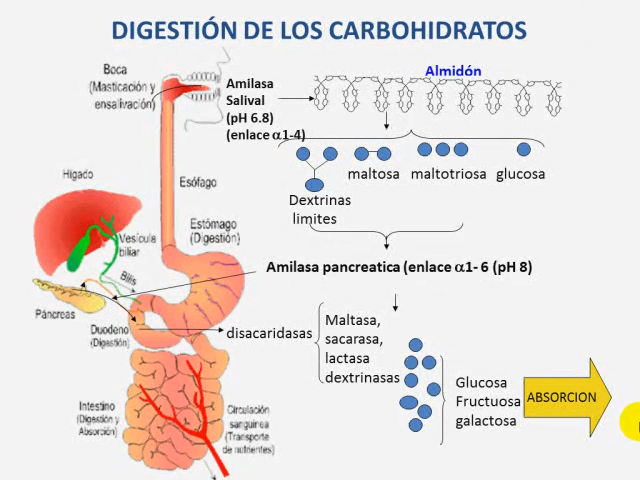 DIGESTIÓN DE LOS CARBOHIDRATOS
Boca
(Masticación y
ensalivación)
Amilasa
Salival
(pH 6.8)
(enlace α1-4)
Almidón
maltosa
maltotriosa
glucosa
Dextrinas
limites
Esófago
Hígado
Estómago
(Digestión)
Vesícula
biliar
Bilis
Amilasa pancreatica (enlace α1- 6 (pH 8)
Páncreas
Duodeno
(Digestión)
disacaridasas
Maltasa,
sacarasa,
lactasa
dextrinasas
Glucosa
Fructuosa
galactosa
ABSORCION
Intestino
(Digestión y
Absorción)
Circulación
sanguínea
(Transporte
de nutrientes)